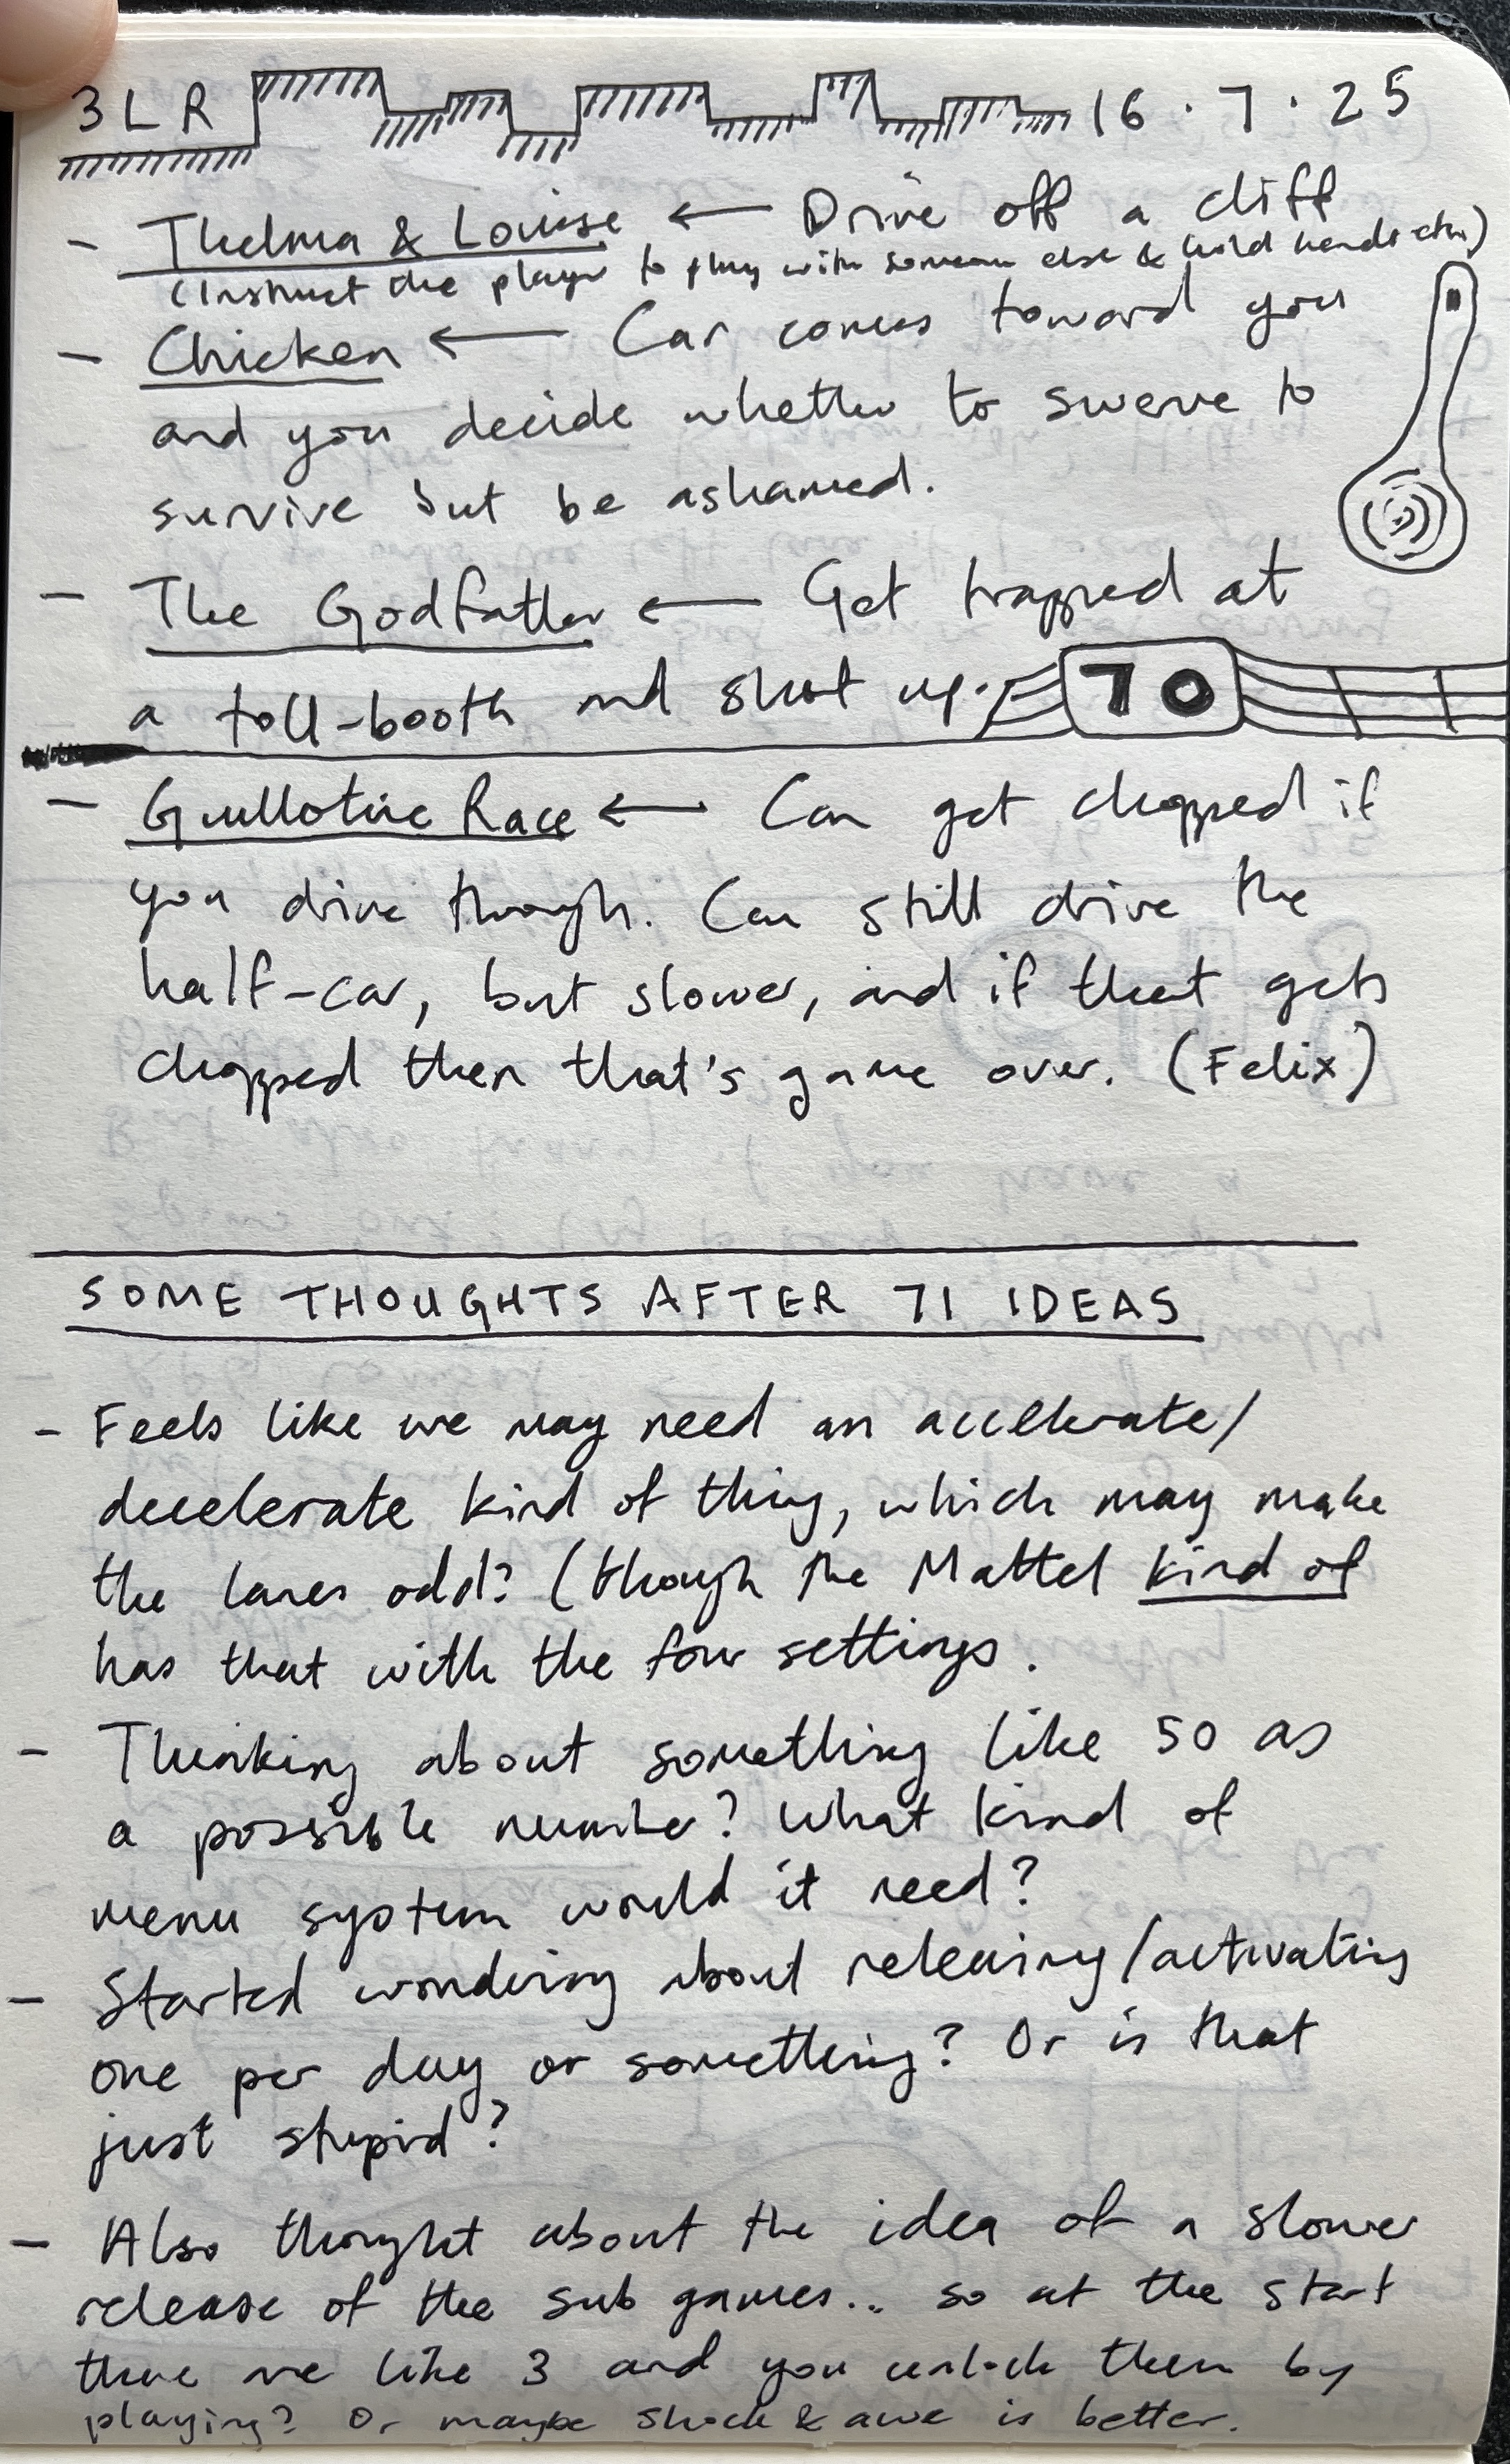 3LR 16.7.25
- Thelma & Louise ← Drive off a cliff
(Instruct the player to play with someone else & hold hands etc.)
- Chicken ← Car comes toward you
and you decide whether to swerve to
survive but be ashamed.
- The Godfather ← Get trapped at
a toll-booth and shot up.
70
- Guillotine Race ← Can get chopped if
you drive through. Can still drive the
half-car, but slower, and if that gets
chopped then that's game over. (Felix)
SOME THOUGHTS AFTER 71 IDEAS
- Feels like we may need an accelerate/
decelerate kind of thing, which may make
the lanes odd? (though the Mattel kind of
has that with the four settings.
- Thinking about something like 50 as
a possible number? What kind of
menu system would it need?
- Started wondering about releasing/activating
one per day or something? Or is that
just stupid?
- Also thought about the idea of a slower
release of the sub games... so at the start
there are like 3 and you unlock them by
playing? Or maybe shock & awe is better.